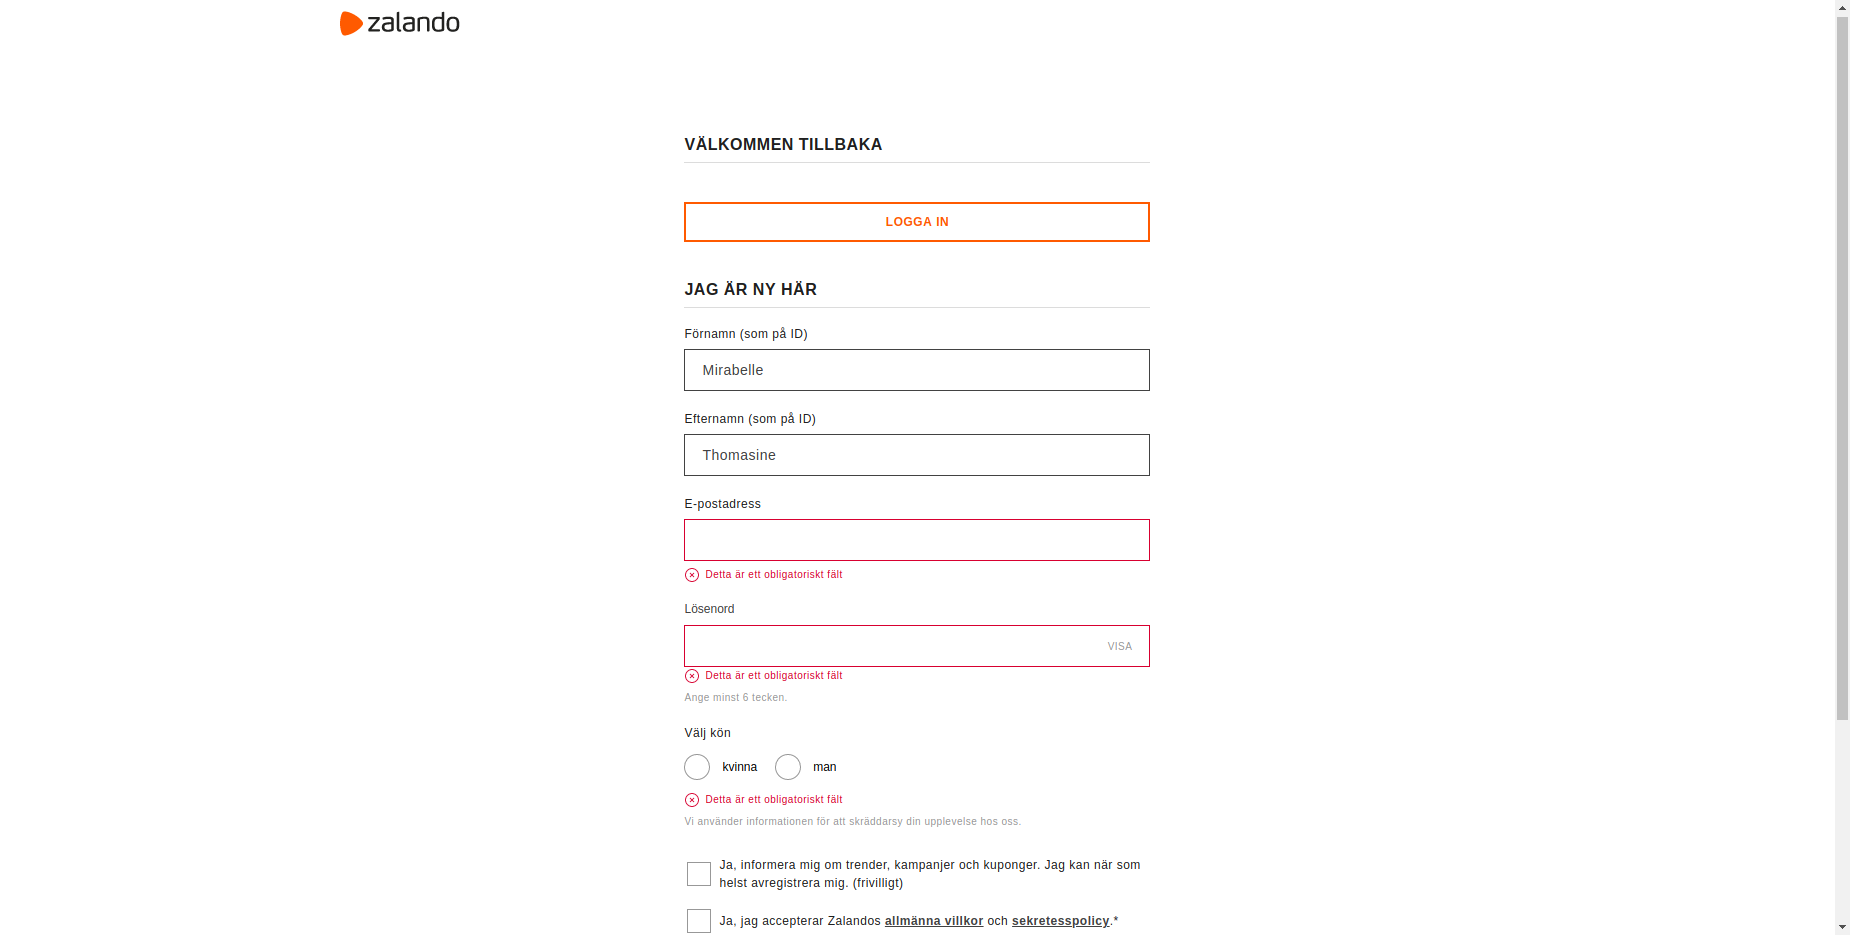 zalando
VÄLKOMMEN TILLBAKA
LOGGA IN
JAG ÄR NY HÄR
Förnamn (som på ID)
Mirabelle
Efternamn (som på ID)
Thomasine
E-postadress
Detta är ett obligatoriskt fält
Lösenord
VISA
Detta är ett obligatoriskt fält
Ange minst 6 tecken.
Välj kön
kvinna man
Detta är ett obligatoriskt fält
Vi använder informationen för att skräddarsy din upplevelse hos oss.
Ja, informera mig om trender, kampanjer och kuponger. Jag kan när som
helst avregistrera mig. (frivilligt)
Ja, jag accepterar Zalandos allmänna villkor och sekretesspolicy.*